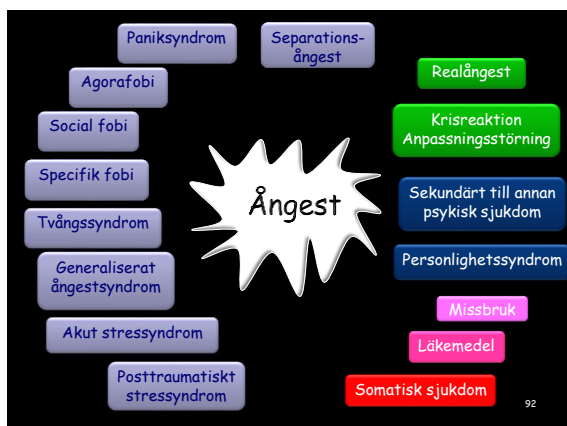 Paniksyndrom
Separations-
ångest
Realångest
Agorafobi
Krisreaktion
Anpassningsstörning
Social fobi
Specifik fobi
Sekundärt till annan
psykisk sjukdom
Ångest
Tvångssyndrom
Generaliserat
ångestsyndrom
Personlighetssyndrom
Missbruk
Akut stressyndrom
Läkemedel
Posttraumatiskt
stressyndrom
Somatisk sjukdom
92